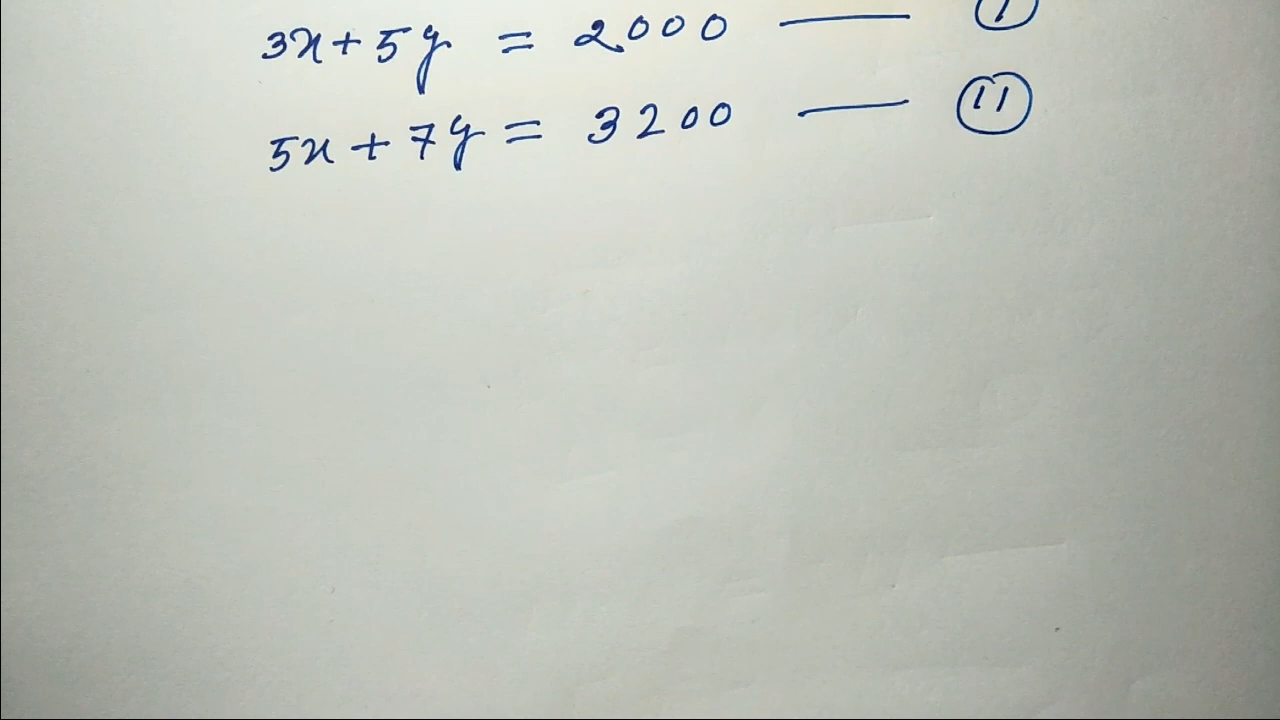 3x + 5y = 2000 — I
5x + 7y = 3200 — II